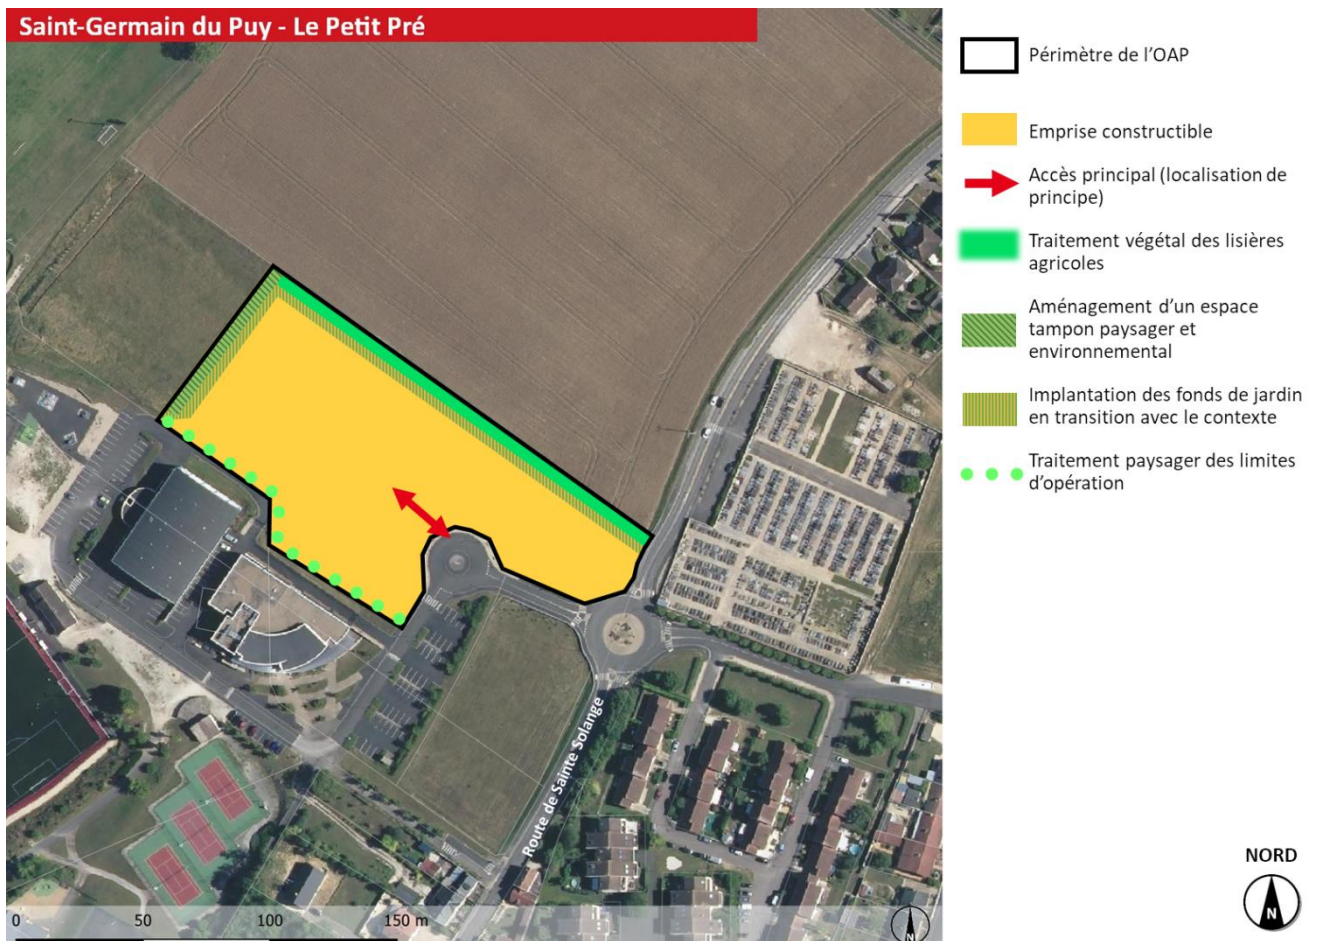 Saint-Germain du Puy - Le Petit Pré
Périmètre de l'OAP
Emprise constructible
Accès principal (localisation de
principe)
Traitement végétal des lisières
agricoles
Aménagement d'un espace
tampon paysager et
environnemental
Implantation des fonds de jardin
en transition avec le contexte
Traitement paysager des limites
d'opération
Route de Sainte Solange
0 50 100 150 m
N
NORD
N